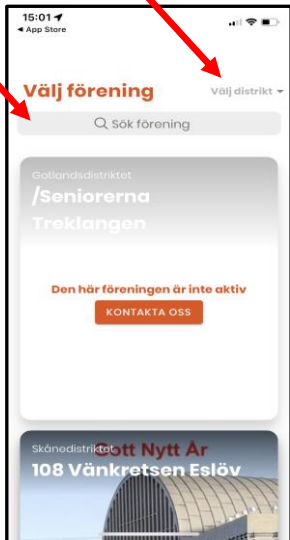 15:01
◀ App Store
Välj förening
Välj distrikt
Sök förening
Gotlandsdistriktet
/Seniorerna
Treklangen
Den här föreningen är inte aktiv
KONTAKTA OSS
Skånedistriktet
Gott Nytt År
108 Vänkretsen Eslöv